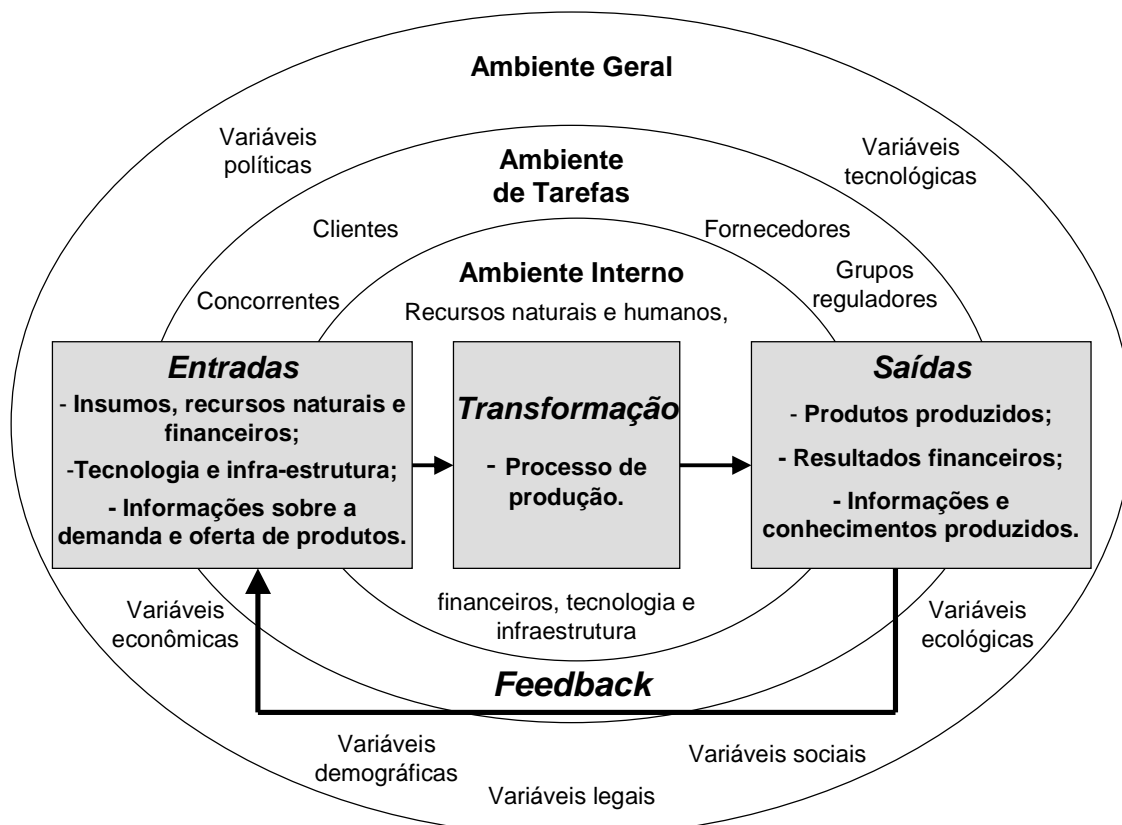 Ambiente Geral
Variáveis
políticas
Variáveis
tecnológicas
Ambiente
de Tarefas
Clientes
Fornecedores
Concorrentes
Grupos
reguladores
Ambiente Interno
Recursos naturais e humanos,
Entradas
- Insumos, recursos naturais e
financeiros;
-Tecnologia e infra-estrutura;
- Informações sobre a
demanda e oferta de produtos.
Transformação
- Processo de
produção.
Saídas
- Produtos produzidos;
- Resultados financeiros;
- Informações e
conhecimentos produzidos.
financeiros, tecnologia e
infraestrutura
Variáveis
econômicas
Variáveis
ecológicas
Feedback
Variáveis
demográficas
Variáveis sociais
Variáveis legais